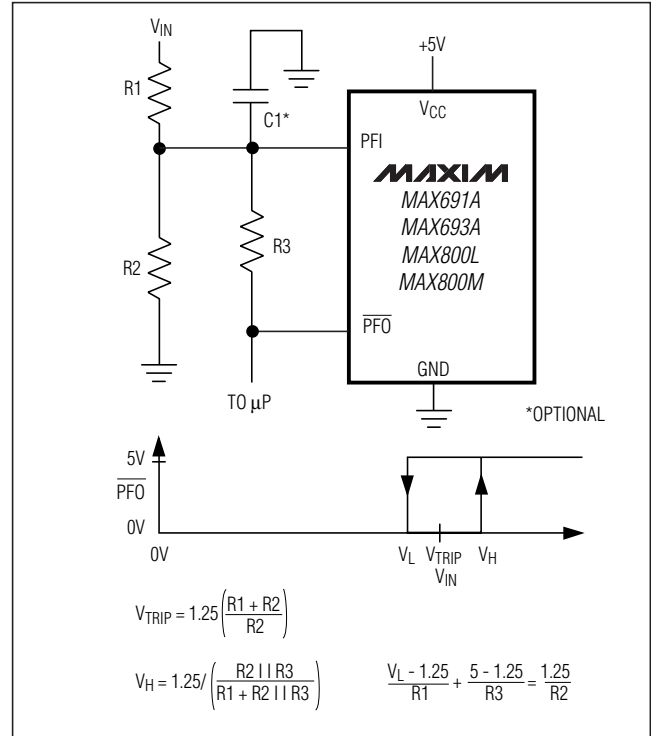 VIN
R1
C1*
+5V
VCC
PFI
MAXIM
MAX691A
MAX693A
MAX800L
MAX800M
R2
R3
PFO
GND
TO μP
*OPTIONAL
5V
PFO
0V
0V
VL VTRIP VH
VIN
VTRIP = 1.25 (R1 + R2 / R2)
VH = 1.25/ (R2 I I R3 / R1 + R2 I I R3)
VL - 1.25 / R1 + 5 - 1.25 / R3 = 1.25 / R2